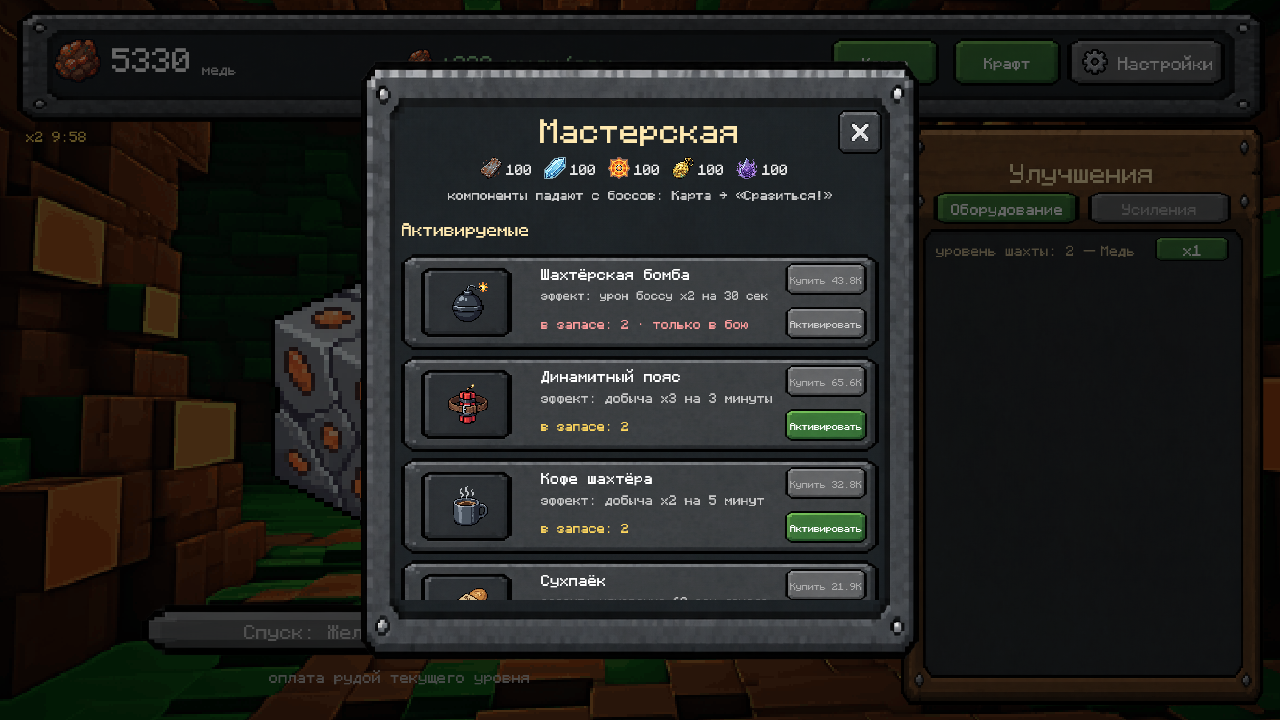 5330 медь
Крафт
Настройки
x2 9:58
Мастерская
100 100 100 100 100
компоненты падают с боссов: Карта → «Сразиться!»
Активируемые
Шахтёрская бомба
эффект: урон боссу x2 на 30 сек
в запасе: 2 · только в бою
Купить 43.8K
Активировать
Динамитный пояс
эффект: добыча x3 на 3 минуты
в запасе: 2
Купить 65.6K
Активировать
Кофе шахтёра
эффект: добыча x2 на 5 минут
в запасе: 2
Купить 32.8K
Активировать
Сухпаёк
Купить 21.9K
Улучшения
Оборудование
Усиления
уровень шахты: 2 — Медь
x1
Спуск:
оплата рудой текущего уровня